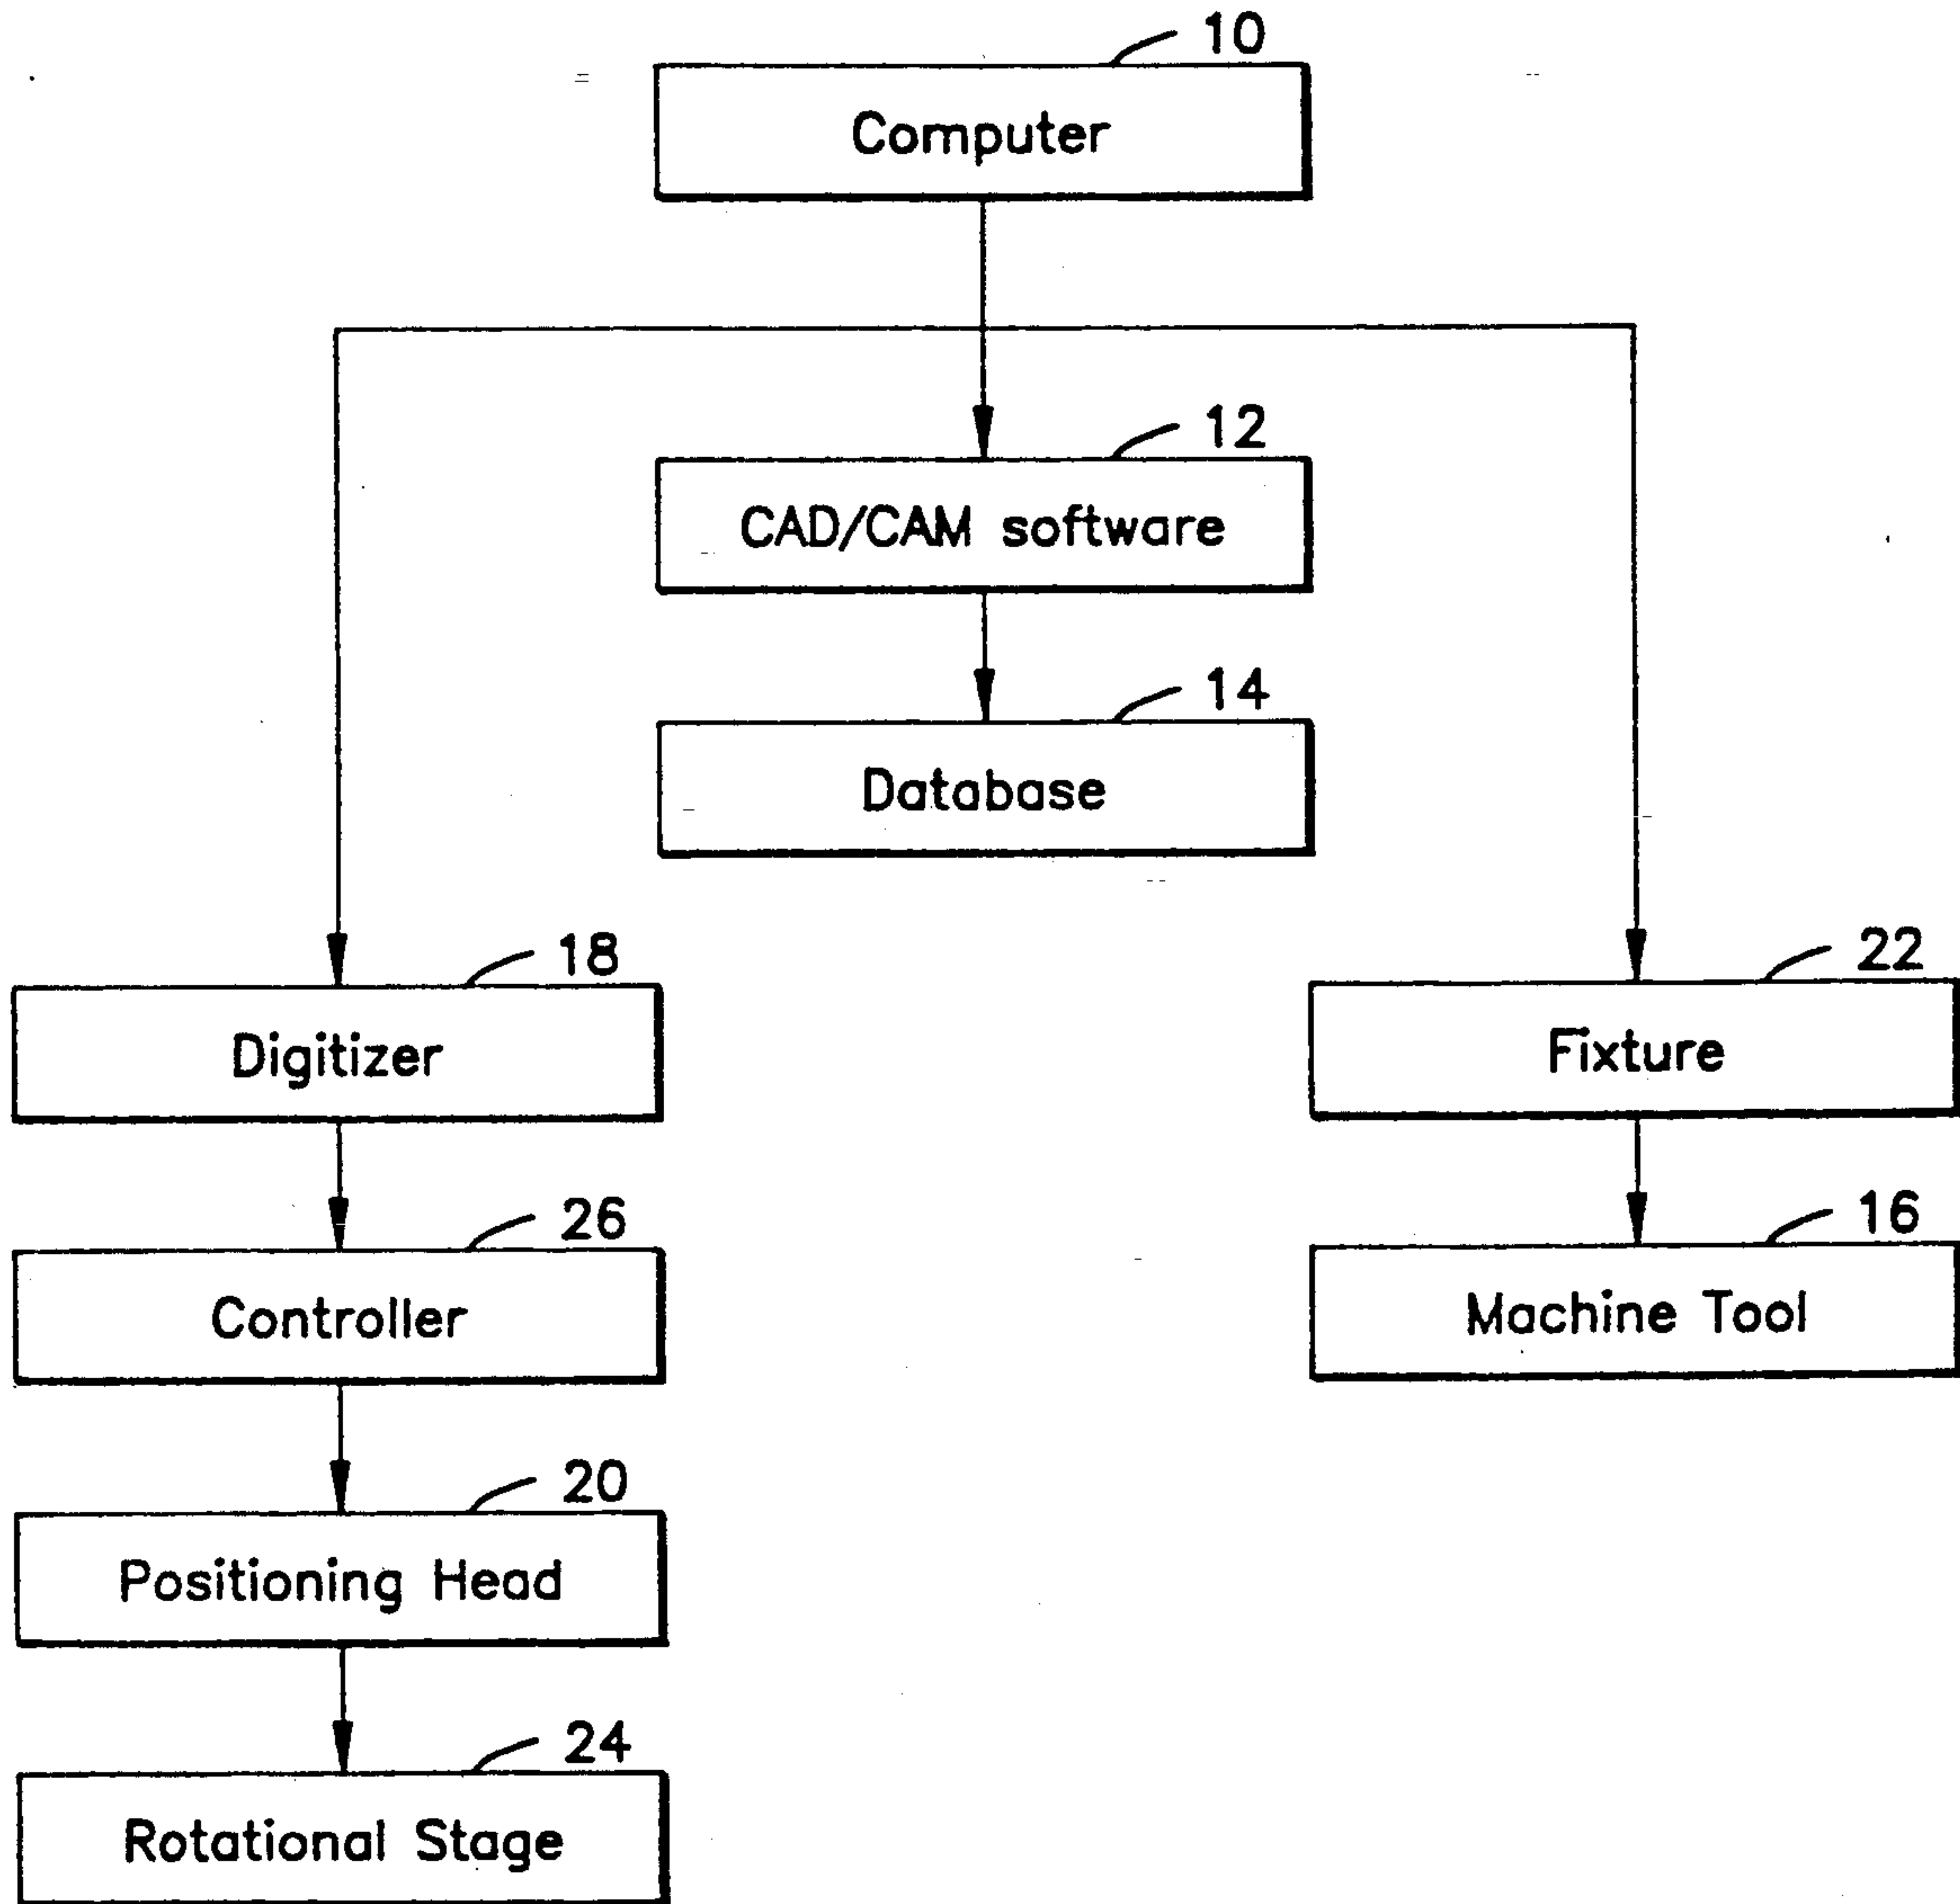 10
Computer
12
CAD/CAM software
14
Database
18
Digitizer
22
Fixture
26
Controller
16
Machine Tool
20
Positioning Head
24
Rotational Stage